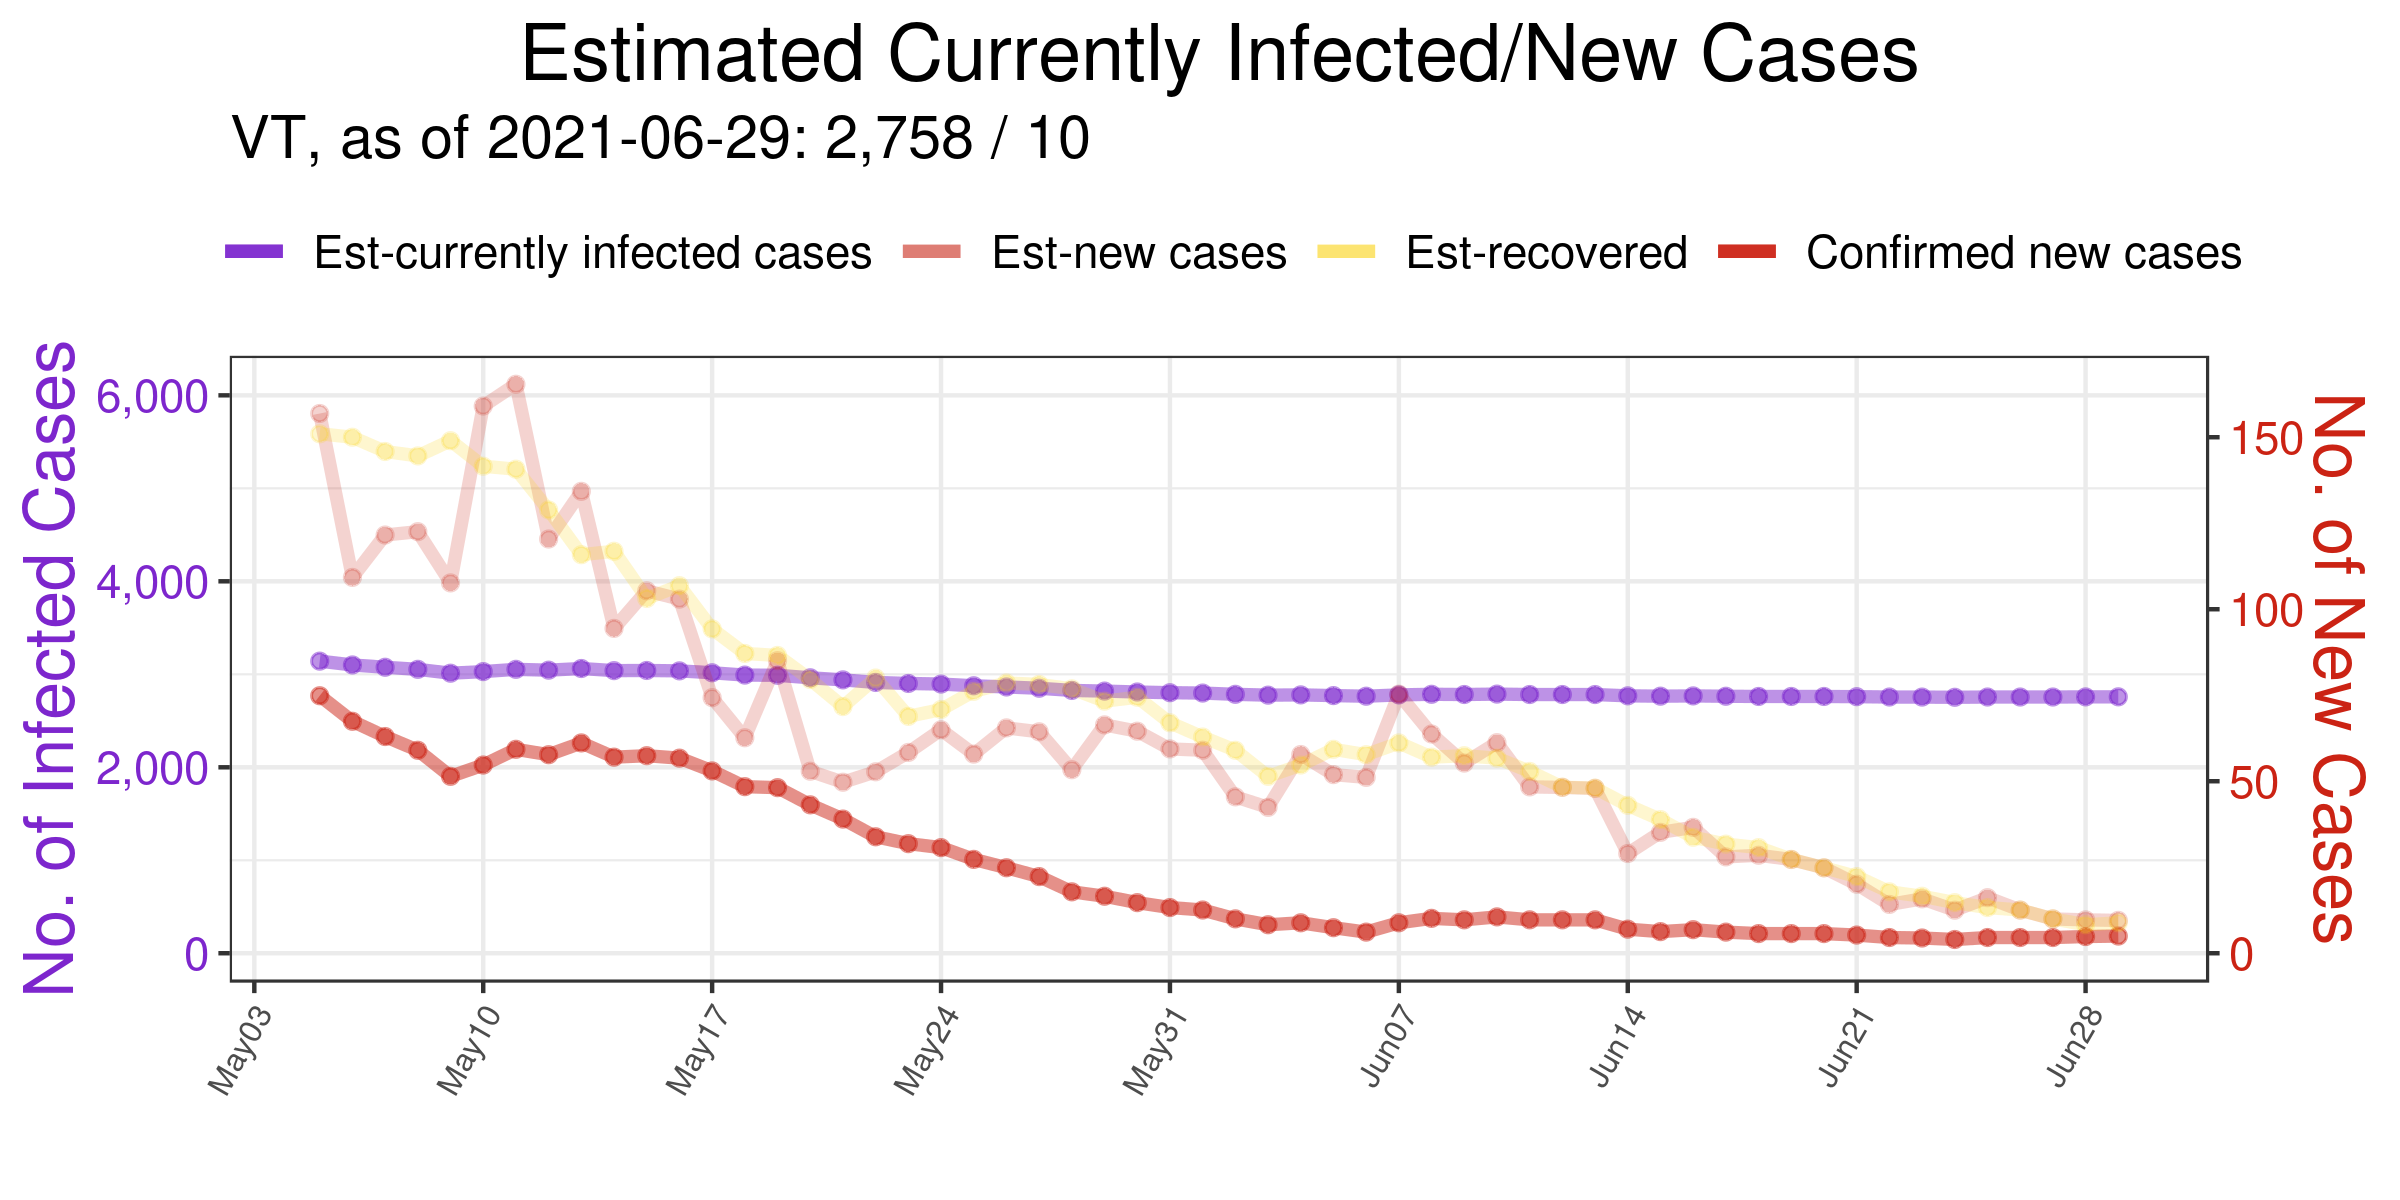 Estimated Currently Infected/New Cases
VT, as of 2021-06-29: 2,758 / 10
Est-currently infected cases Est-new cases Est-recovered Confirmed new cases
No. of Infected Cases
6,000
4,000
2,000
0
150
100
50
0
No. of New Cases
May03 May10 May17 May24 May31 Jun07 Jun14 Jun21 Jun28